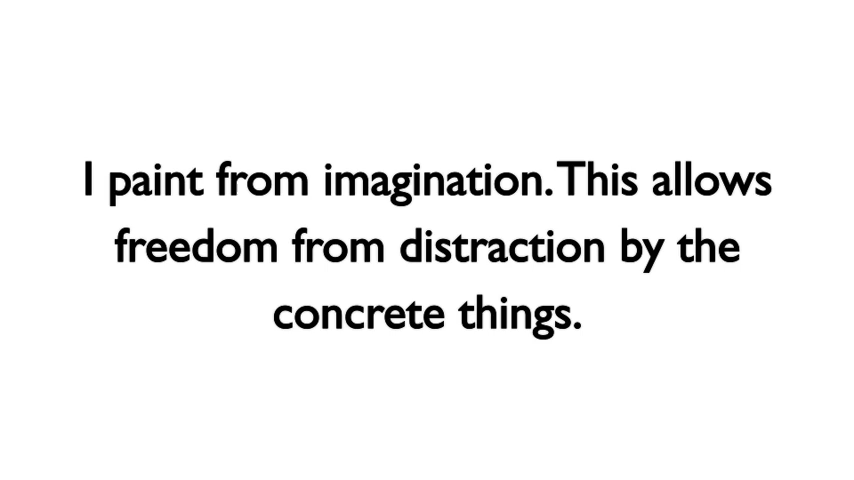 I paint from imagination. This allows
freedom from distraction by the
concrete things.